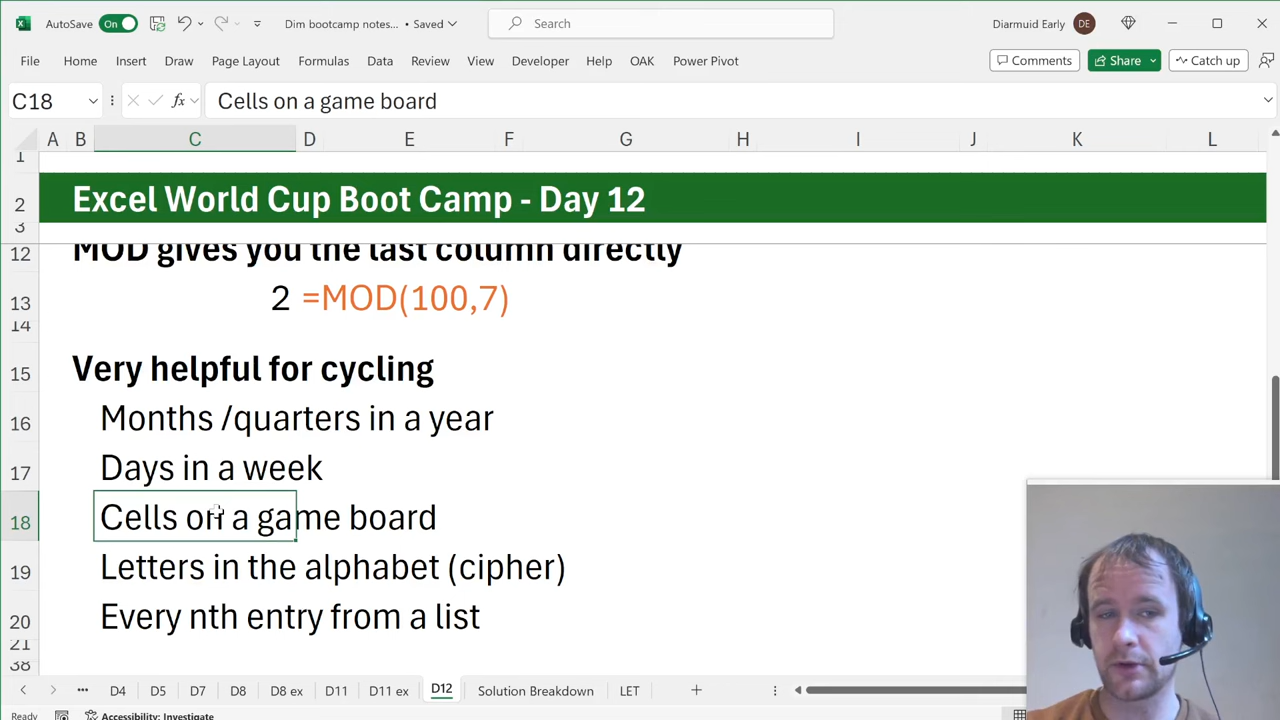 AutoSave On Dim bootcamp notes... • Saved Search Diarmuid Early DE
File Home Insert Draw Page Layout Formulas Data Review View Developer Help OAK Power Pivot Comments Share Catch up
C18 fx Cells on a game board
A B C D E F G H I J K L
1
2 Excel World Cup Boot Camp - Day 12
3
12 MOD gives you the last column directly
13 2 =MOD(100,7)
14
15 Very helpful for cycling
16 Months /quarters in a year
17 Days in a week
18 Cells on a game board
19 Letters in the alphabet (cipher)
20 Every nth entry from a list
21
38
... D4 D5 D7 D8 D8 ex D11 D11 ex D12 Solution Breakdown LET
Ready Accessibility: Investigate